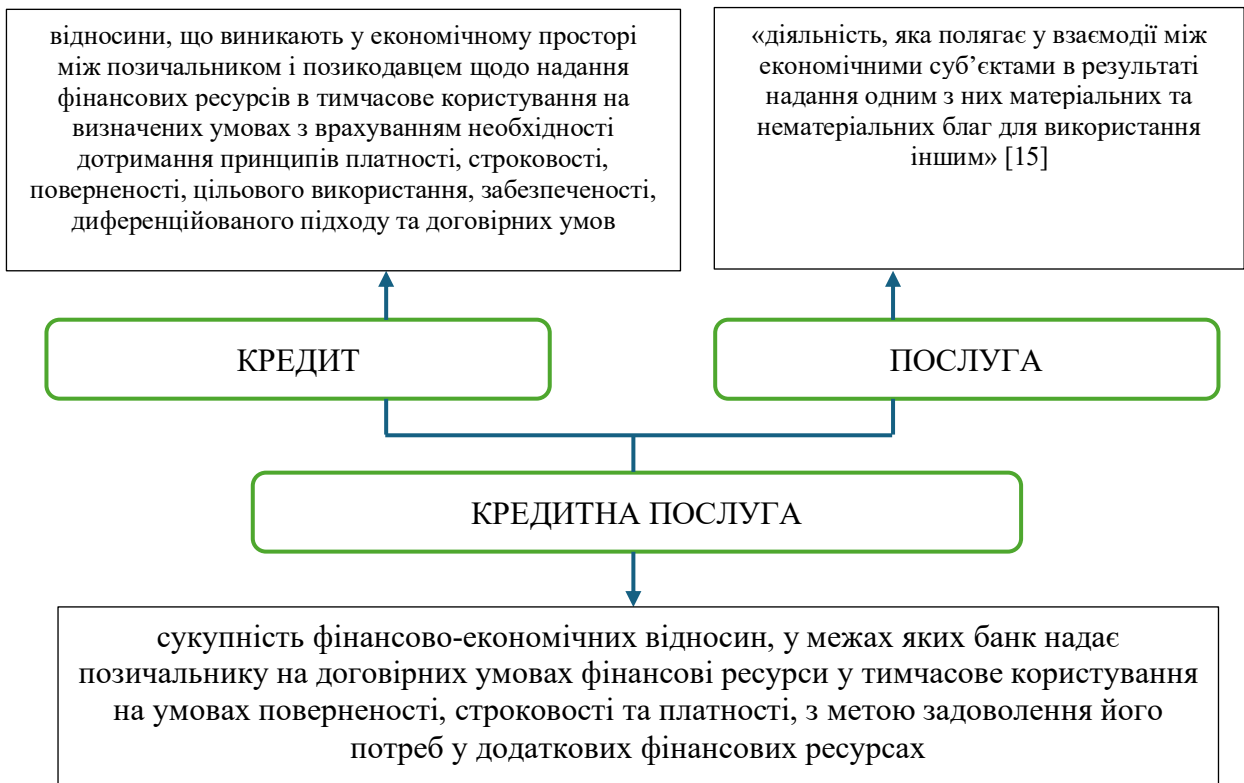 відносини, що виникають у економічному просторі
між позичальником і позикодавцем щодо надання
фінансових ресурсів в тимчасове користування на
визначених умовах з врахуванням необхідності
дотримання принципів платності, строковості,
поверненості, цільового використання, забезпеченості,
диференційованого підходу та договірних умов
«діяльність, яка полягає у взаємодії між
економічними суб’єктами в результаті
надання одним з них матеріальних та
нематеріальних благ для використання
іншим» [15]
КРЕДИТ
ПОСЛУГА
КРЕДИТНА ПОСЛУГА
сукупність фінансово-економічних відносин, у межах яких банк надає
позичальнику на договірних умовах фінансові ресурси у тимчасове користування
на умовах поверненості, строковості та платності, з метою задоволення його
потреб у додаткових фінансових ресурсах